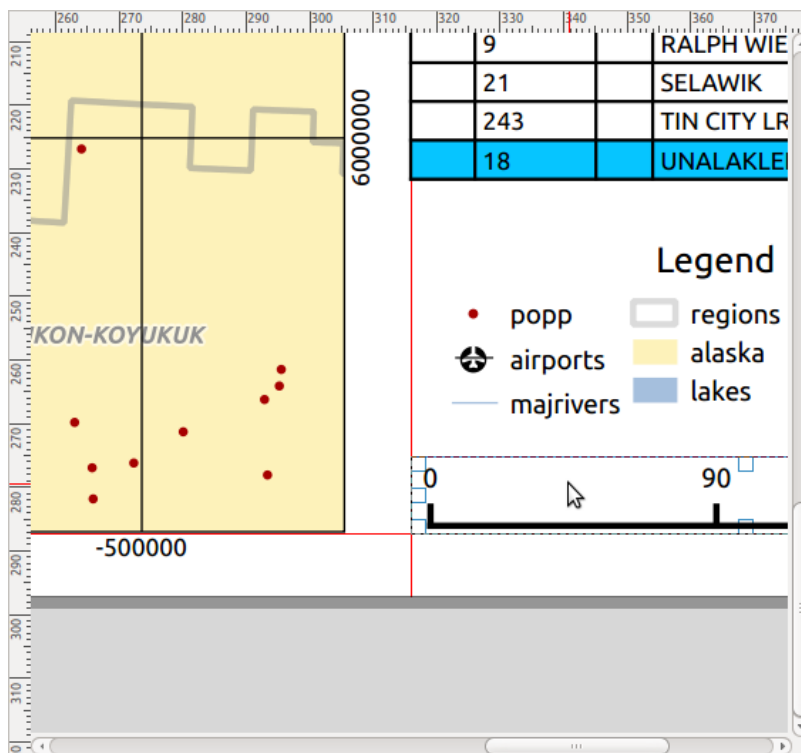 260 270 280 290 300 310 320 330 340 350 360 370
210
220
230
240
250
260
270
280
290
300
310
6000000
KON-KOYUKUK
-500000
9 RALPH WIE
21 SELAWIK
243 TIN CITY LR
18 UNALAKLE
Legend
popp
airports
majrivers
regions
alaska
lakes
0 90